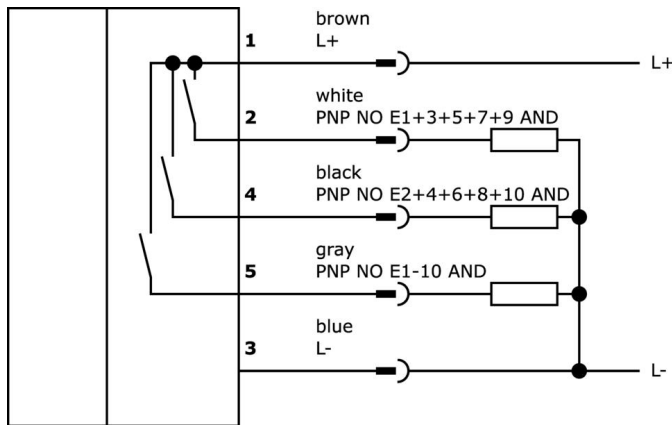 brown
1 L+
L+
white
2 PNP NO E1+3+5+7+9 AND
black
4 PNP NO E2+4+6+8+10 AND
gray
5 PNP NO E1-10 AND
blue
3 L-
L-